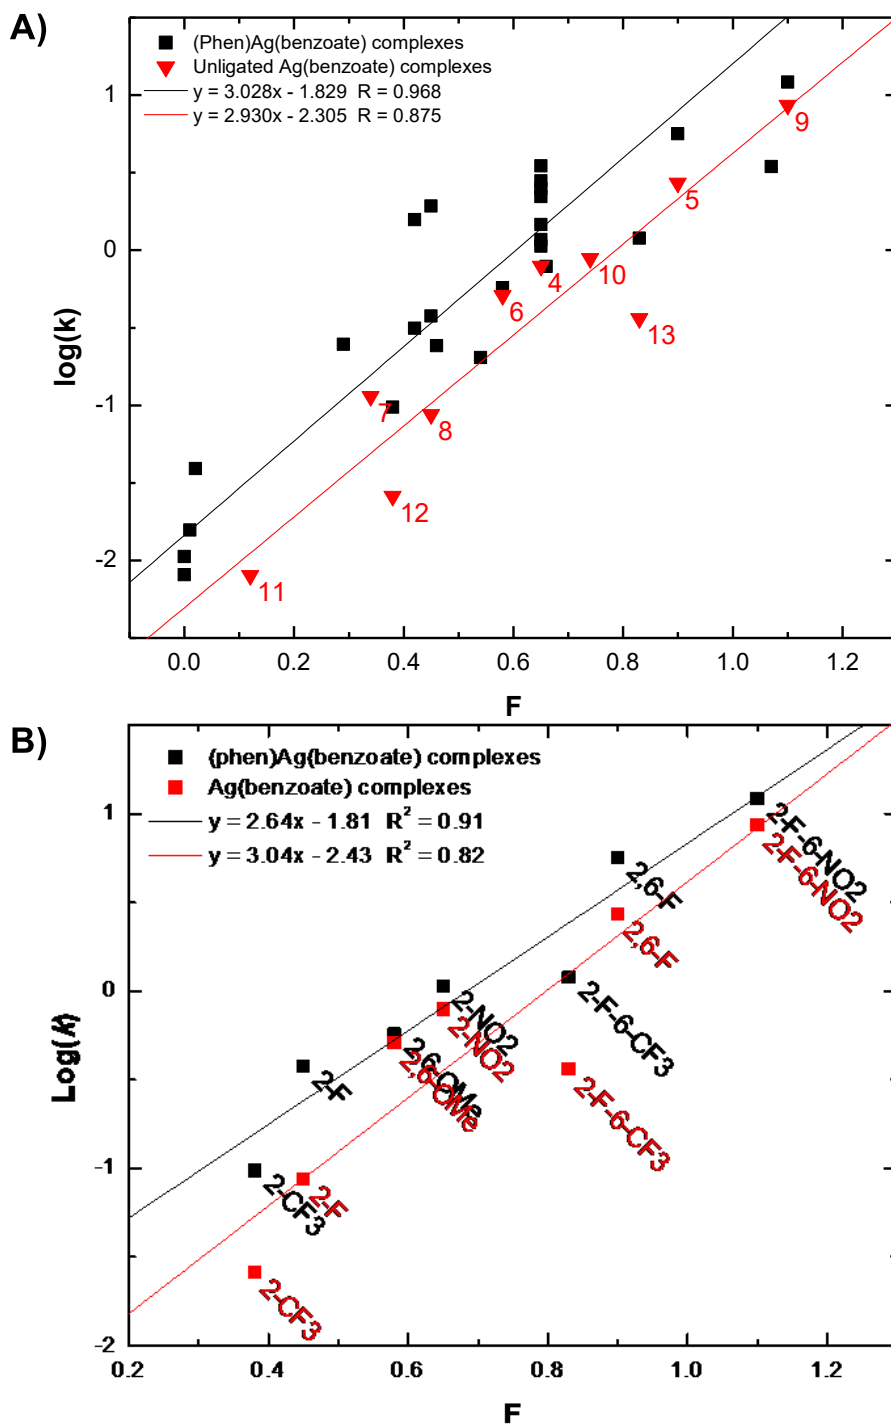 A)
(Phen)Ag(benzoate) complexes
Unligated Ag(benzoate) complexes
y = 3.028x - 1.829 R = 0.968
y = 2.930x - 2.305 R = 0.875
1
9
5
0
4
10
6
13
log(k)
-1
7
8
12
-2
11
0.0 0.2 0.4 0.6 0.8 1.0 1.2
F
B)
(phen)Ag(benzoate) complexes
Ag(benzoate) complexes
y = 2.64x - 1.81 R² = 0.91
y = 3.04x - 2.43 R² = 0.82
1
2-F-6-NO2
2-F-6-NO2
2,6-F
2,6-F
0
2-NO2
2-NO2
2-F-6-CF3
2,6-OMe
2,6-OMe
2-F
2-F-6-CF3
Log(k)
-1
2-CF3
2-F
2-CF3
-2
0.2 0.4 0.6 0.8 1.0 1.2
F